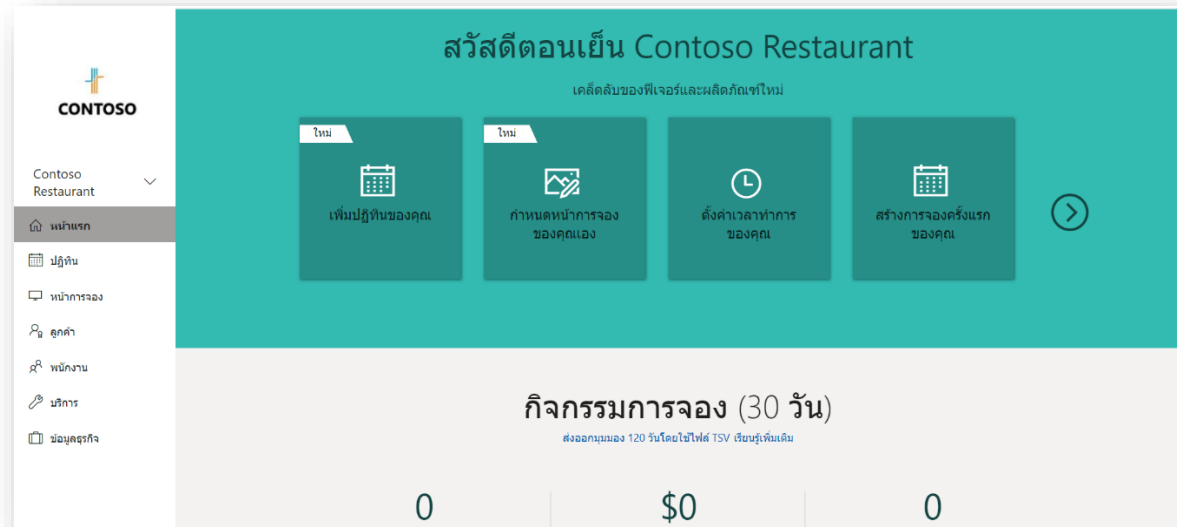 สวัสดีตอนเย็น Contoso Restaurant
เคล็ดลับของฟีเจอร์และผลิตภัณฑ์ใหม่
CONTOSO
Contoso
Restaurant
หน้าแรก
ปฏิทิน
หน้าการจอง
ลูกค้า
พนักงาน
บริการ
ข้อมูลธุรกิจ
ใหม่
เพิ่มปฏิทินของคุณ
ใหม่
กำหนดหน้าการจอง
ของคุณเอง
ตั้งค่าเวลาทำการ
ของคุณ
สร้างการจองครั้งแรก
ของคุณ
กิจกรรมการจอง (30 วัน)
ส่งออกมุมมอง 120 วันโดยใช้ไฟล์ TSV เรียนรู้เพิ่มเติม
0
$0
0